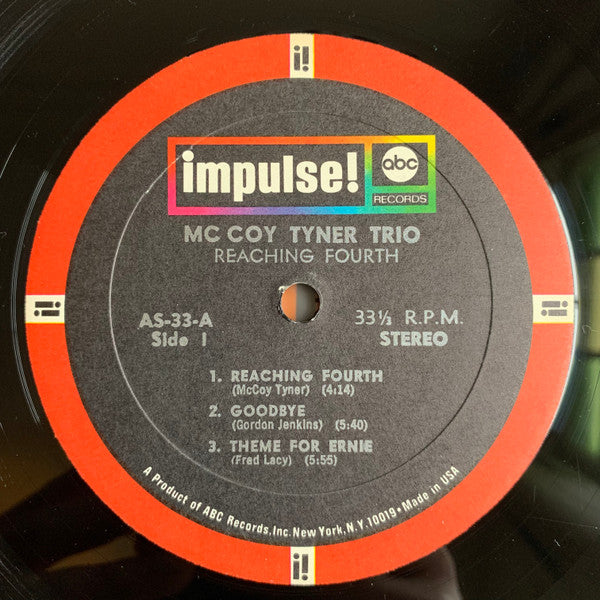 i!
impulse! abc
RECORDS
MC COY TYNER TRIO
REACHING FOURTH
AS-33-A 33⅓ R.P.M.
Side 1 STEREO
1. REACHING FOURTH
(McCoy Tyner) (4:14)
2. GOODBYE
(Gordon Jenkins) (5:40)
3. THEME FOR ERNIE
(Fred Lacy) (5:55)
A Product of ABC Records, Inc. New York, N.Y. 10019 • Made in USA
i!
i!
i!